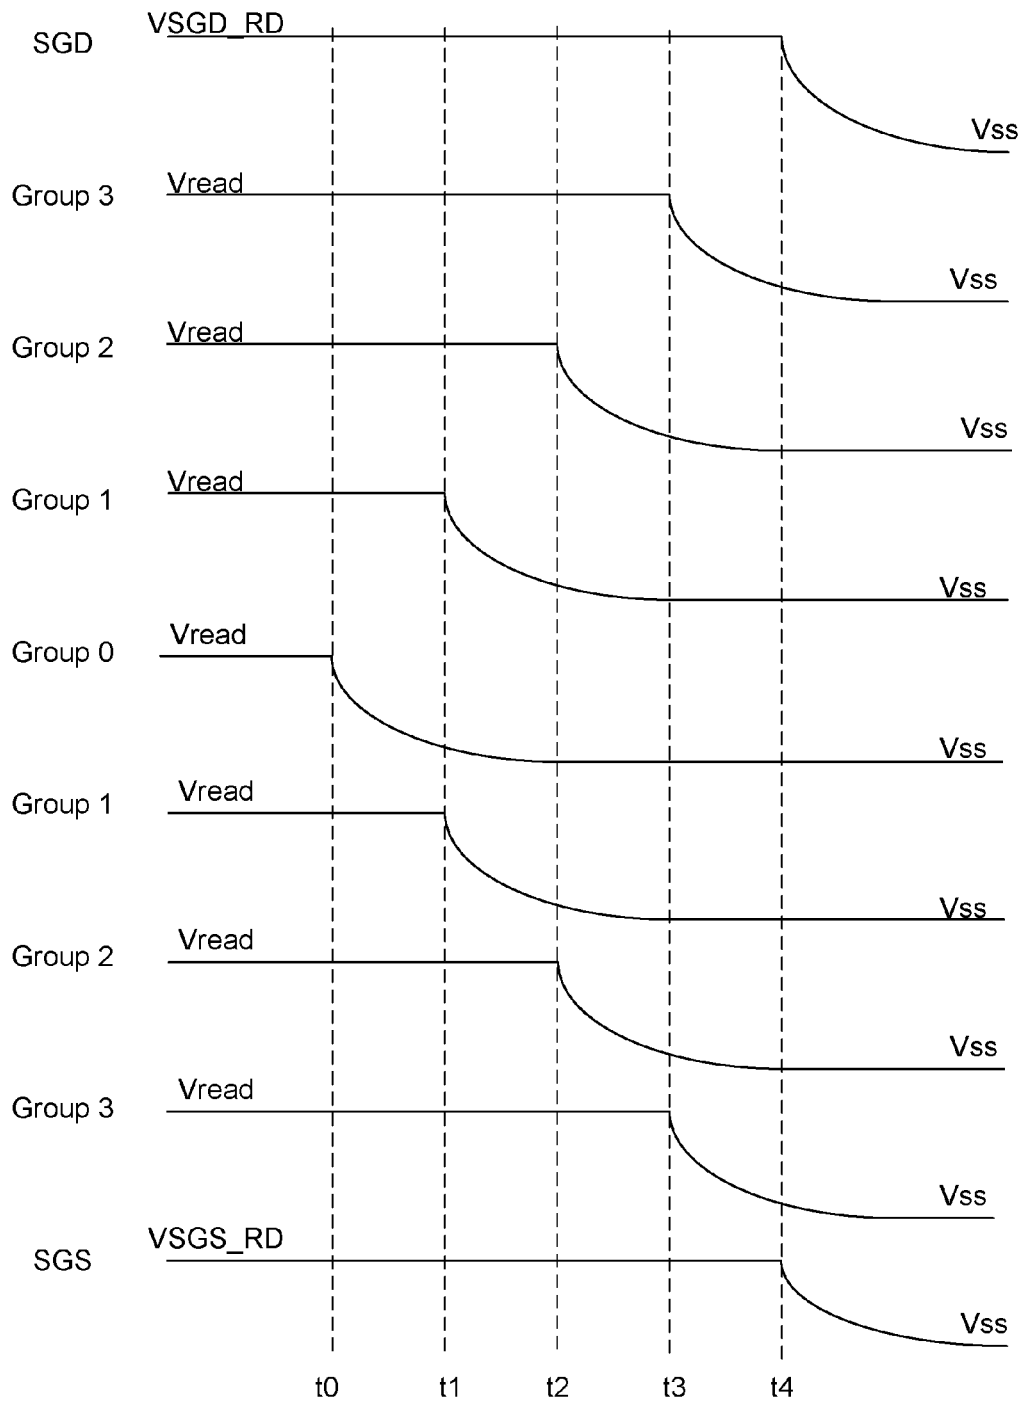 SGD VSGD_RD
Vss
Group 3 Vread
Vss
Group 2 Vread
Vss
Group 1 Vread
Vss
Group 0 Vread
Vss
Group 1 Vread
Vss
Group 2 Vread
Vss
Group 3 Vread
Vss
SGS VSGS_RD
Vss
t0 t1 t2 t3 t4